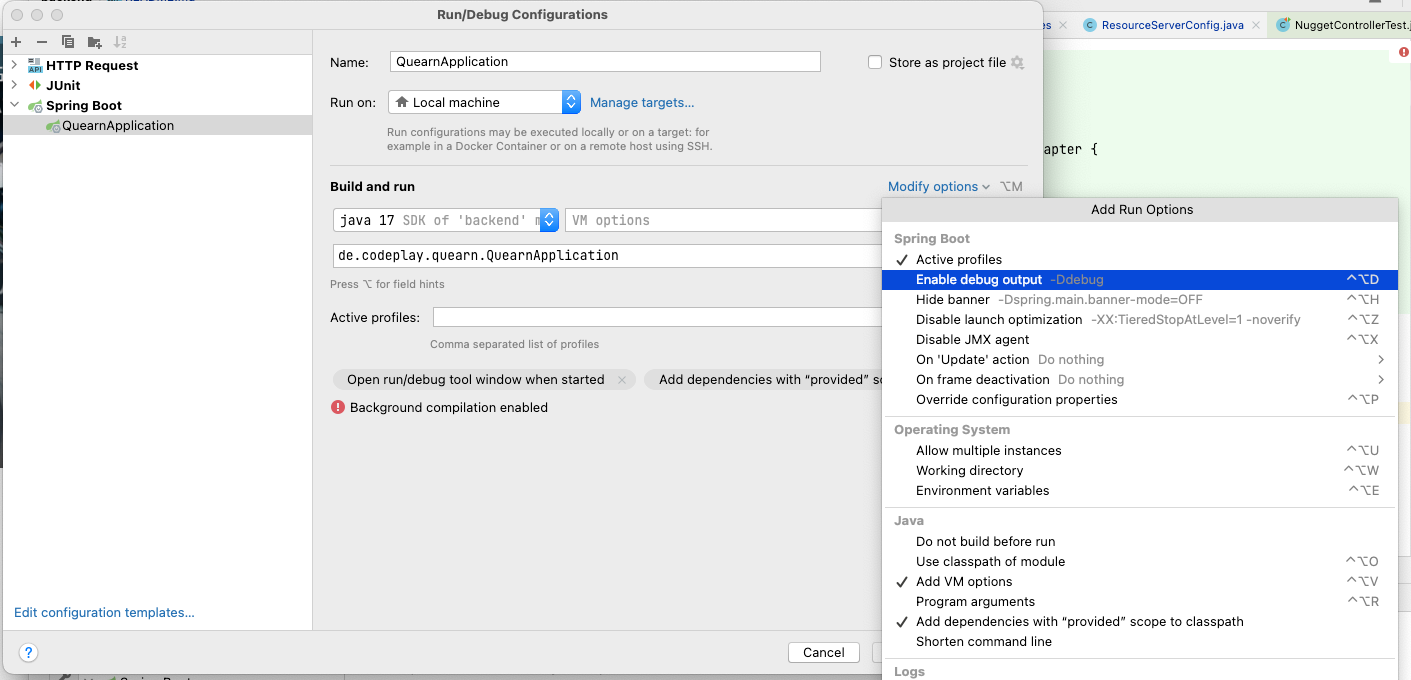 Run/Debug Configurations
ResourceServerConfig.java
NuggetControllerTest.j
HTTP Request
JUnit
Spring Boot
QuearnApplication
Edit configuration templates...
Name:
QuearnApplication
Store as project file
Run on:
Local machine
Manage targets...
Run configurations may be executed locally or on a target: for
example in a Docker Container or on a remote host using SSH.
apter {
Build and run
Modify options
⌥M
java 17 SDK of 'backend' m
VM options
de.codeplay.quearn.QuearnApplication
Press ⌥ for field hints
Active profiles:
Comma separated list of profiles
Open run/debug tool window when started
Add dependencies with “provided” sc
Background compilation enabled
?
Cancel
Add Run Options
Spring Boot
Active profiles
Enable debug output -Ddebug ^⌥D
Hide banner -Dspring.main.banner-mode=OFF ^⌥H
Disable launch optimization -XX:TieredStopAtLevel=1 -noverify ^⌥Z
Disable JMX agent ^⌥X
On 'Update' action Do nothing
On frame deactivation Do nothing
Override configuration properties ^⌥P
Operating System
Allow multiple instances ^⌥U
Working directory ^⌥W
Environment variables ^⌥E
Java
Do not build before run
Use classpath of module ^⌥O
Add VM options ^⌥V
Program arguments ^⌥R
Add dependencies with “provided” scope to classpath
Shorten command line
Logs